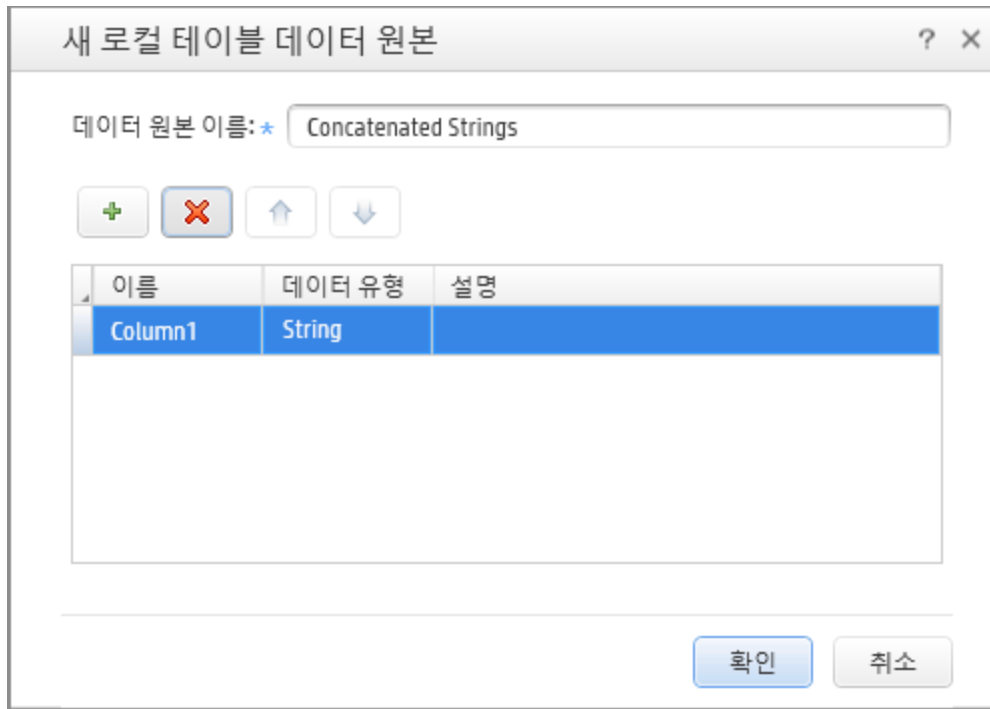 새 로컬 테이블 데이터 원본 ? ×
데이터 원본 이름:* Concatenated Strings
이름 데이터 유형 설명
Column1 String
확인 취소